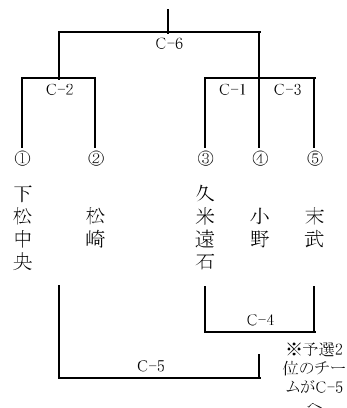 C-6
C-2
C-1
C-3
①
②
③
④
⑤
下松中央
松崎
久米遠石
小野
末武
C-4
C-5
※予選2
位のチー
ムがC-5
へ